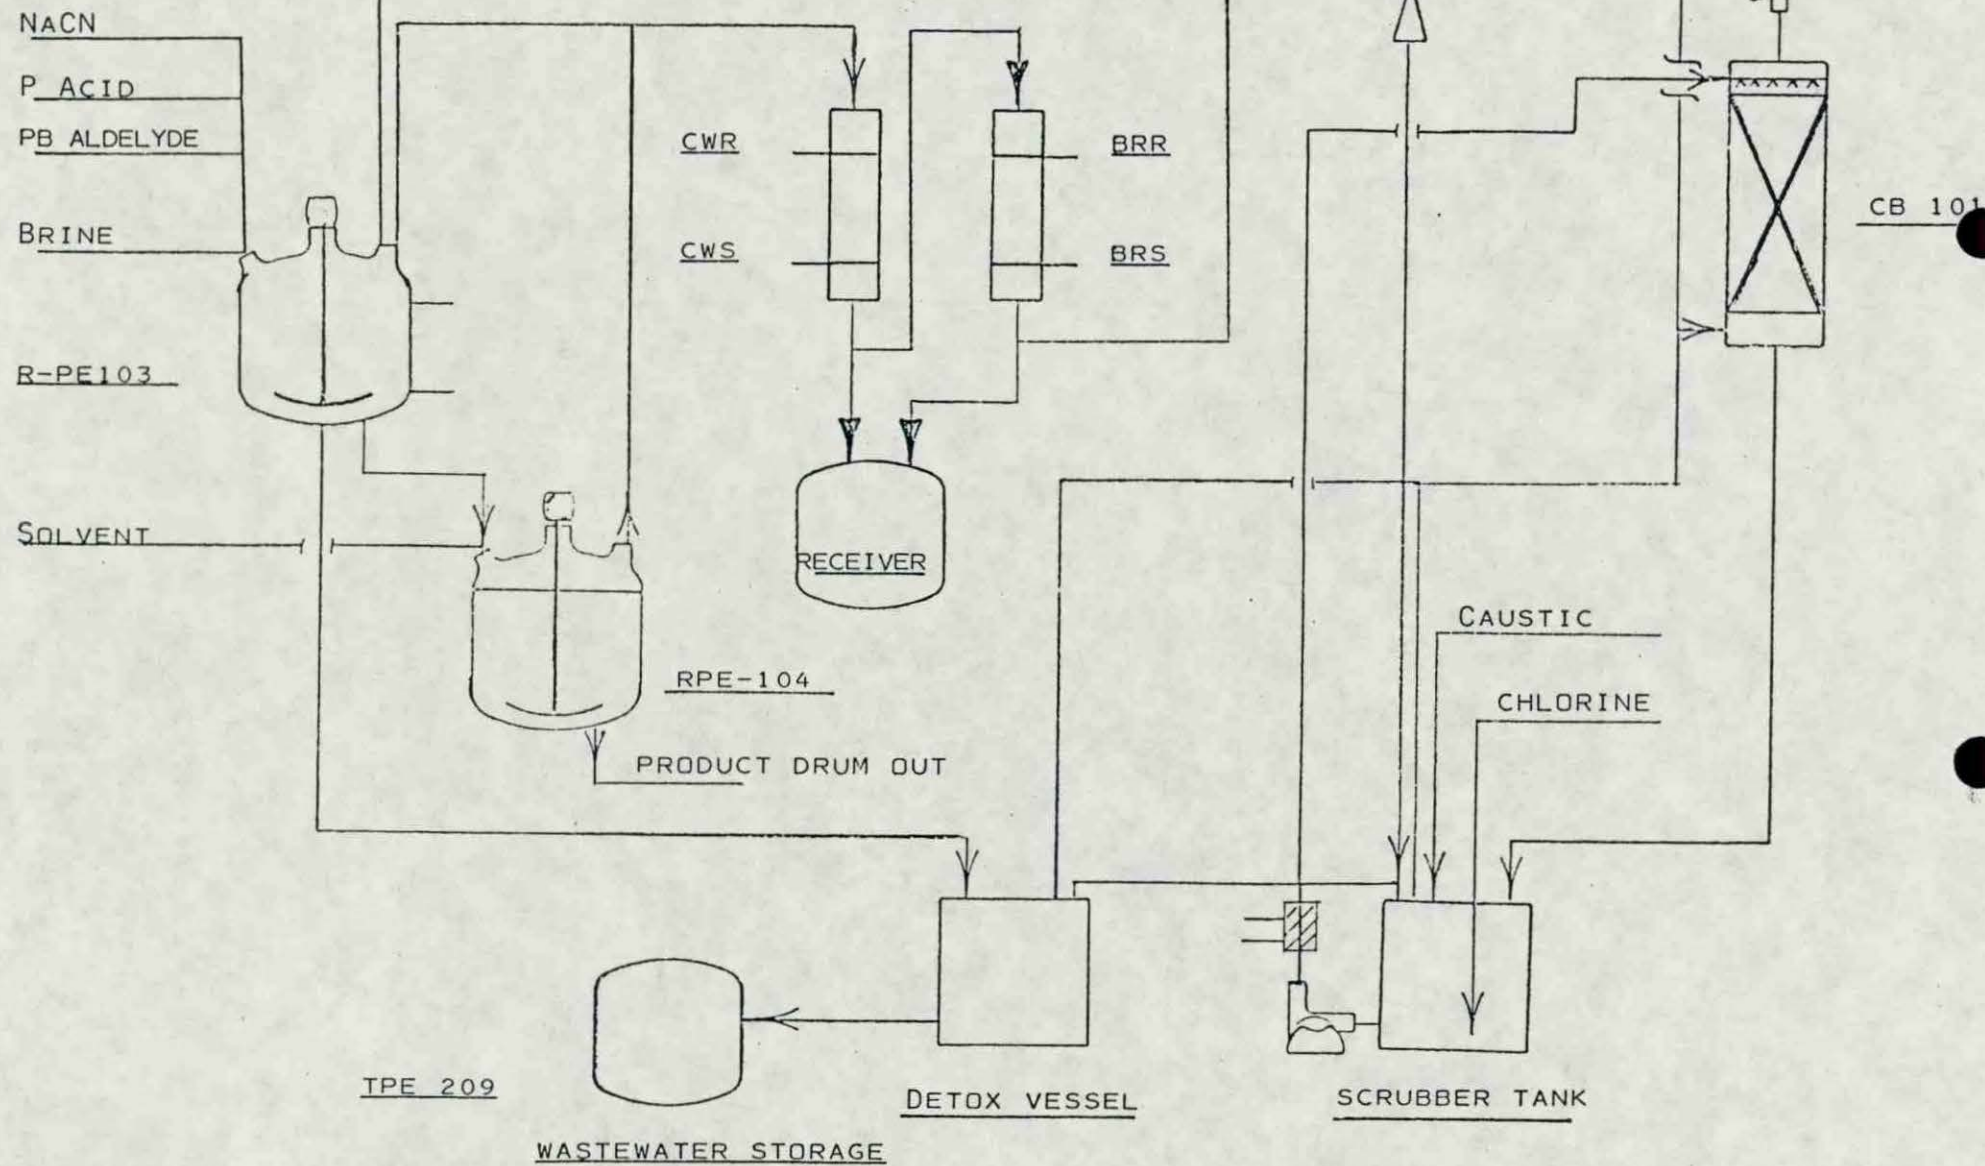 NaCN
P Acid
PB ALDELYDE
BRINE
R-PE103
SOLVENT
CWR
CWS
BRR
BRS
CB 101
RECEIVER
RPE-104
PRODUCT DRUM OUT
CAUSTIC
CHLORINE
TPE 209
WASTEWATER STORAGE
DETOX VESSEL
SCRUBBER TANK